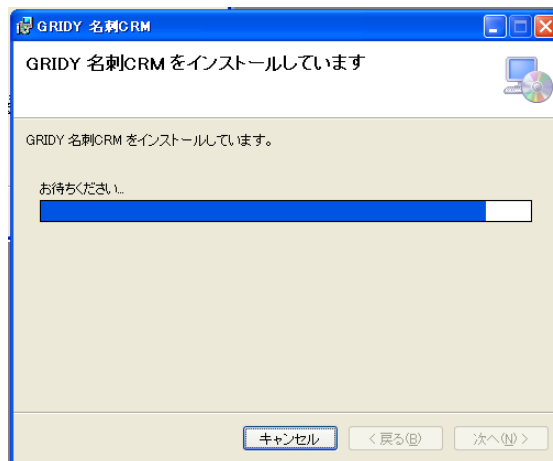 GRIDY 名刺CRM
GRIDY 名刺CRM をインストールしています
GRIDY 名刺CRM をインストールしています。
お待ちください...
キャンセル
< 戻る(B)
次へ(N) >